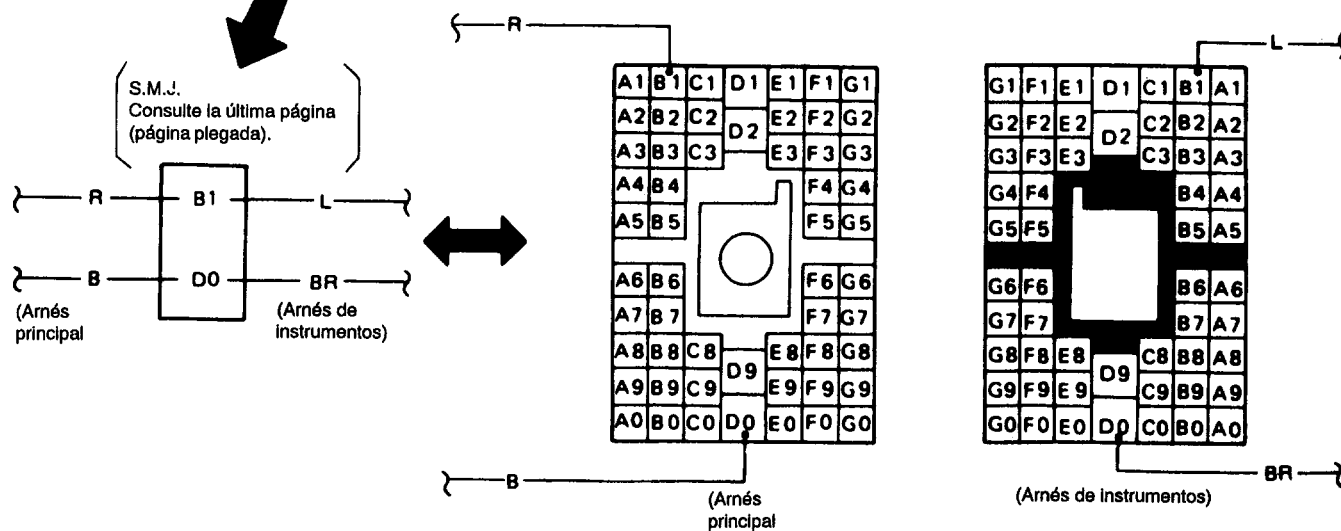 S.M.J.
Consulte la última página
(página plegada).
R B1 L
B D0 BR
(Arnés
principal
(Arnés de
instrumentos)
R
A1 B1 C1 D1 E1 F1 G1
A2 B2 C2 D2 E2 F2 G2
A3 B3 C3 E3 F3 G3
A4 B4 F4 G4
A5 B5 F5 G5
A6 B6 F6 G6
A7 B7 F7 G7
A8 B8 C8 E8 F8 G8
D9
A9 B9 C9 E9 F9 G9
A0 B0 C0 D0 E0 F0 G0
B
(Arnés
principal
L
G1 F1 E1 D1 C1 B1 A1
G2 F2 E2 D2 C2 B2 A2
G3 F3 E3 C3 B3 A3
G4 F4 B4 A4
G5 F5 B5 A5
G6 F6 B6 A6
G7 F7 B7 A7
G8 F8 E8 C8 B8 A8
D9
G9 F9 E9 C9 B9 A9
G0 F0 E0 D0 C0 B0 A0
BR
(Arnés de instrumentos)